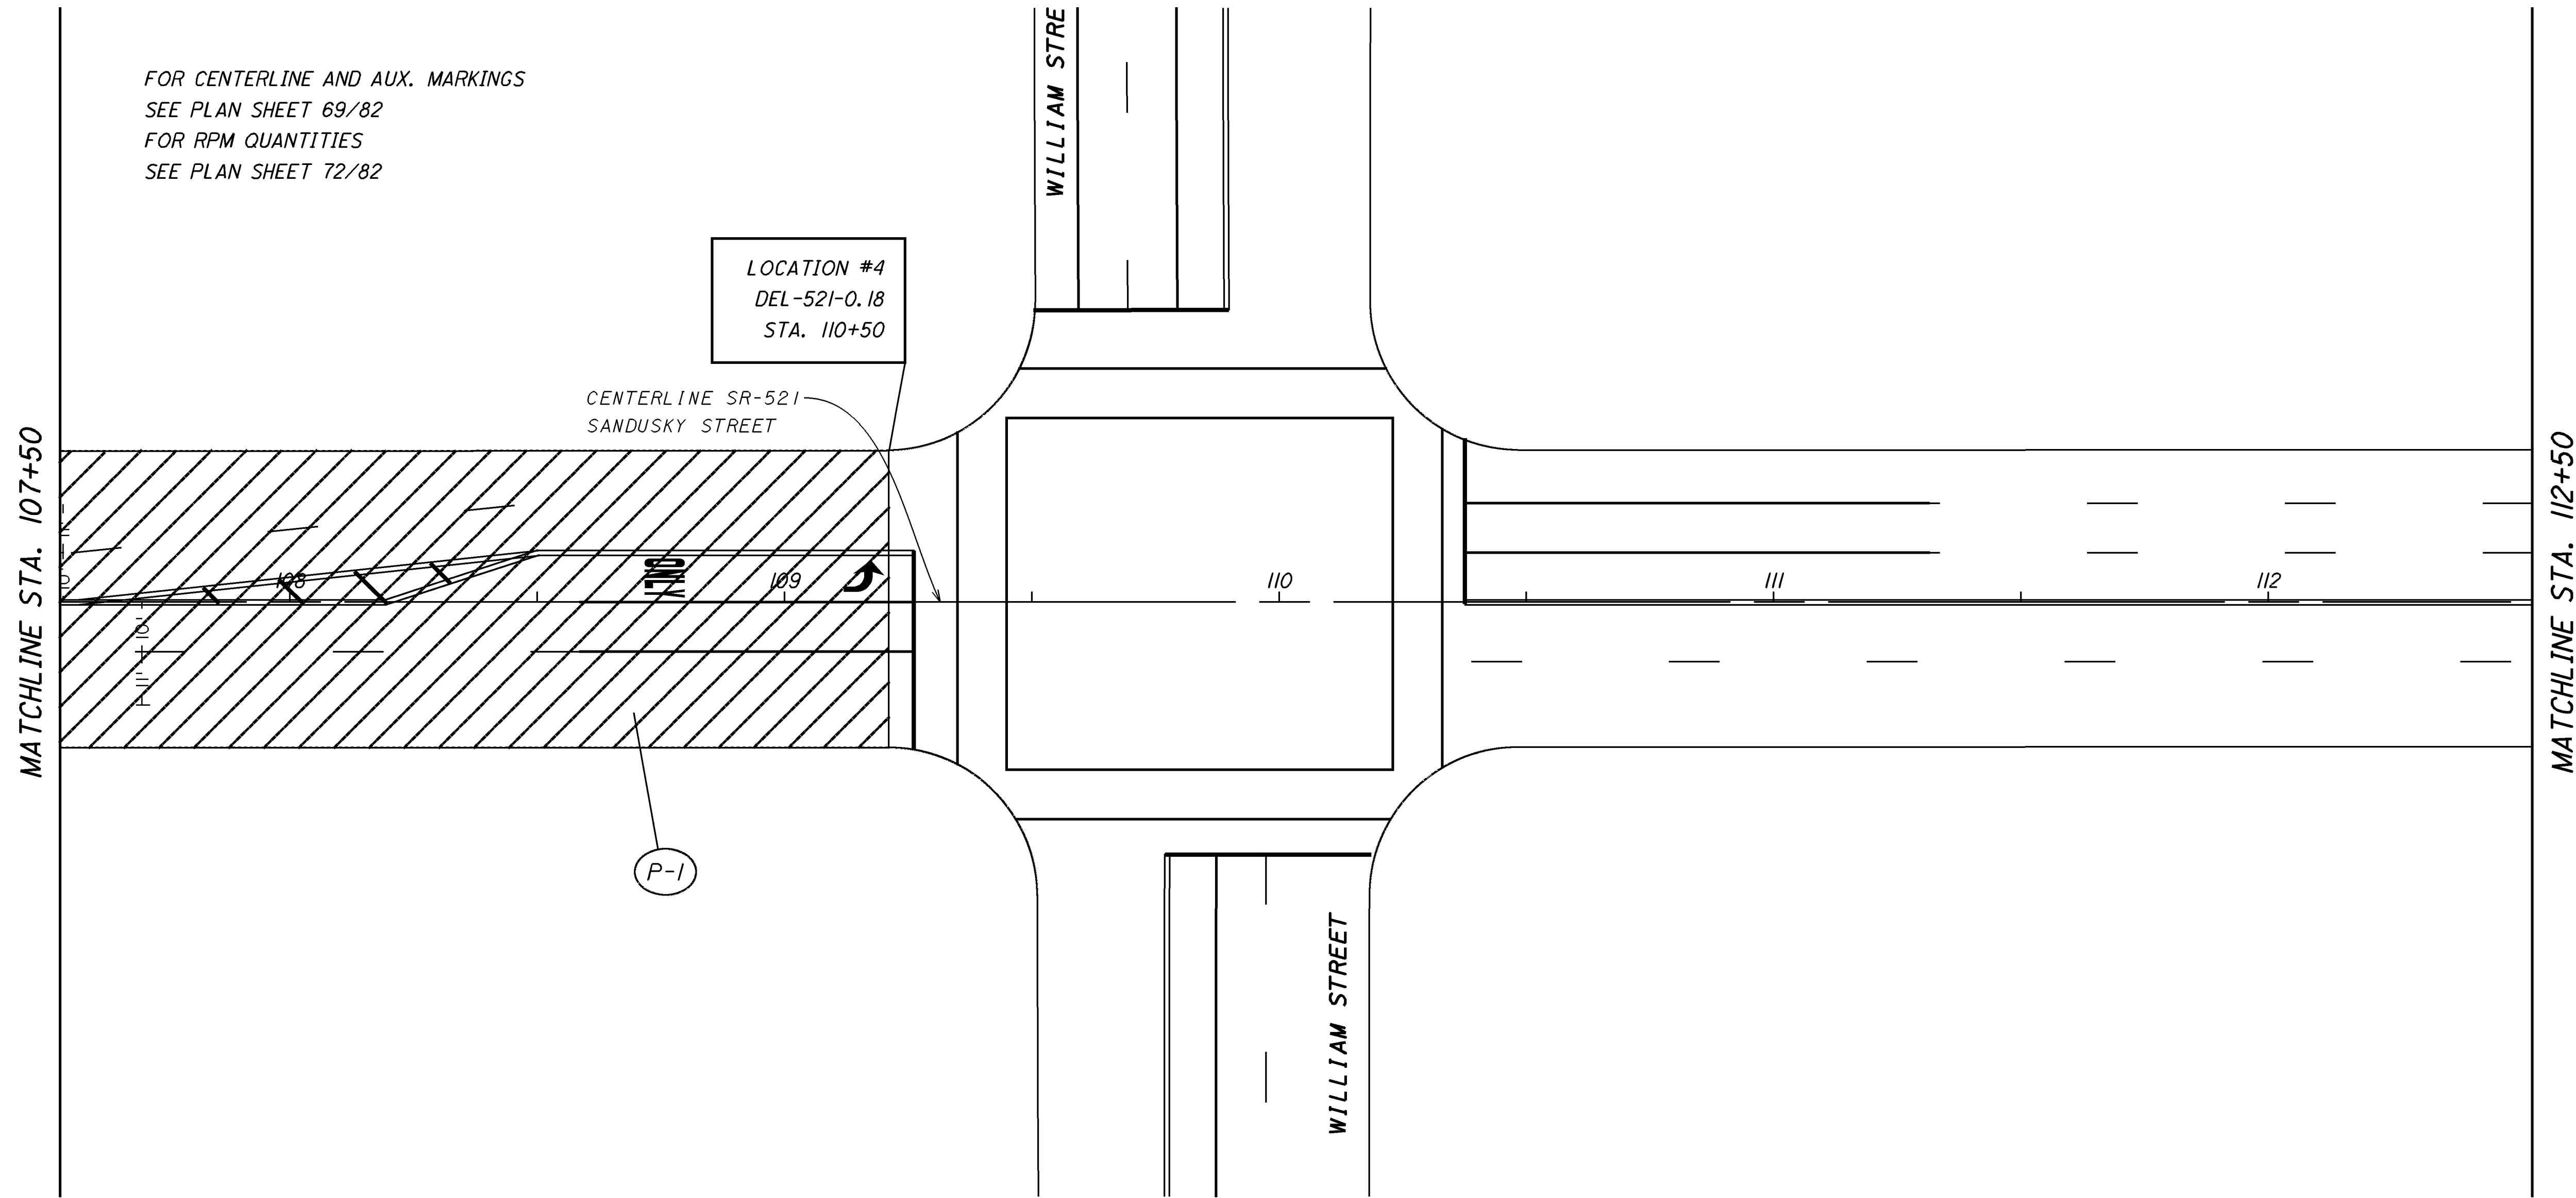 FOR CENTERLINE AND AUX. MARKINGS
SEE PLAN SHEET 69/82
FOR RPM QUANTITIES
SEE PLAN SHEET 72/82
WILLIAM STRE
LOCATION #4
DEL-521-0.18
STA. 110+50
CENTERLINE SR-521
SANDUSKY STREET
MATCHLINE STA. 107+50
MATCHLINE STA. 112+50
108
ONLY
109
110
111
112
11'
10'
P-1
WILLIAM STREET